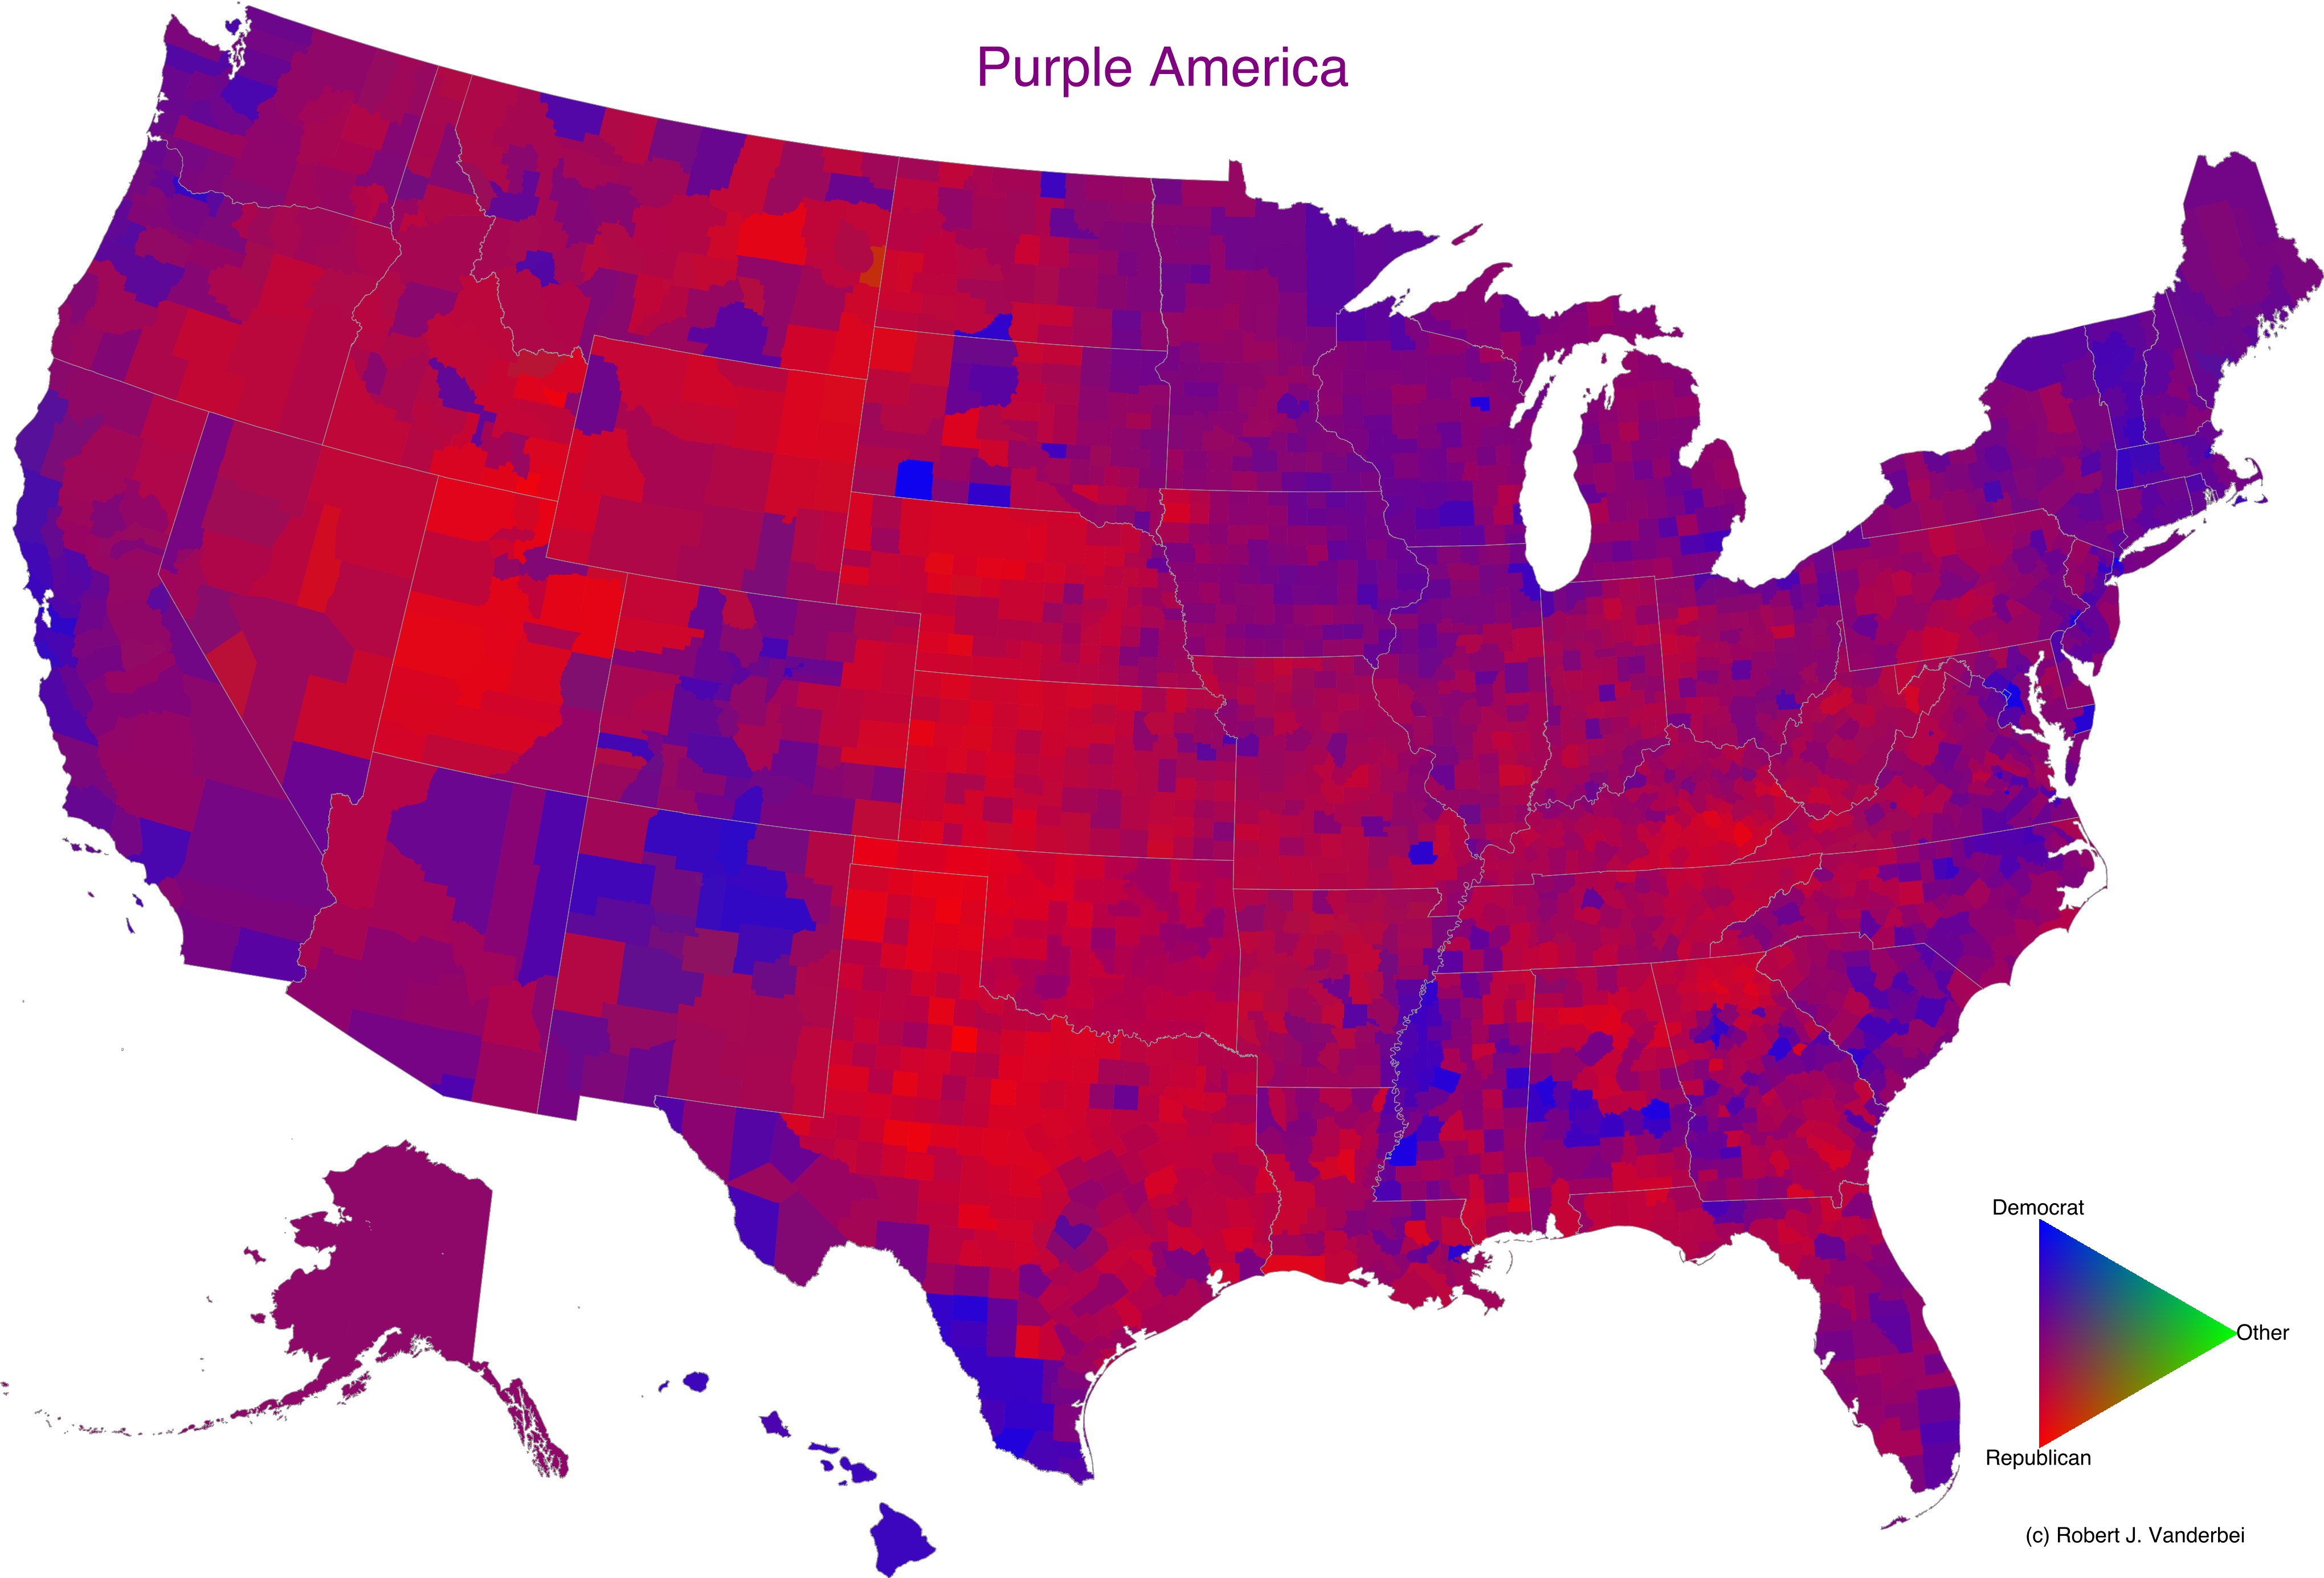 Purple America
Democrat
Other
Republican
(c) Robert J. Vanderbei